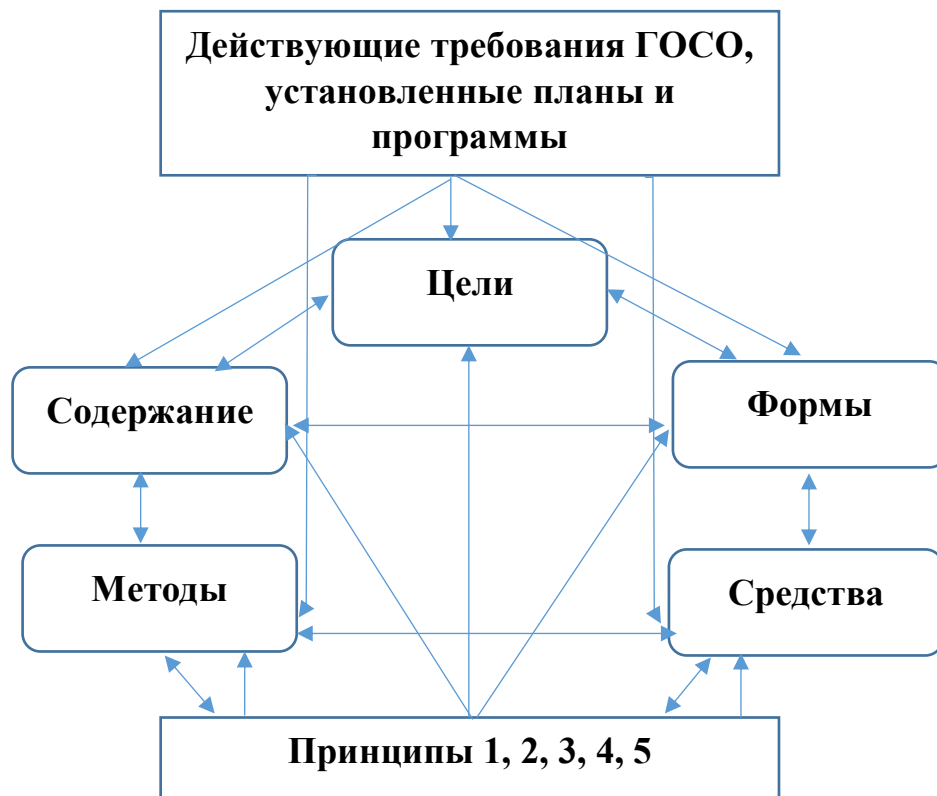 Действующие требования ГОСО,
установленные планы и
программы
Цели
Содержание
Формы
Методы
Средства
Принципы 1, 2, 3, 4, 5